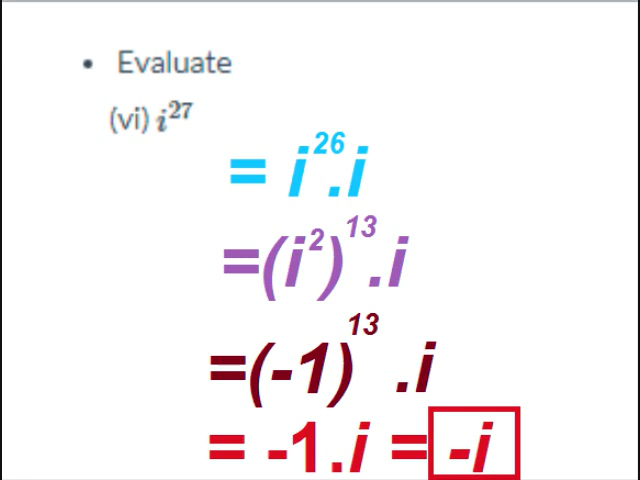 • Evaluate
(vi) i²⁷
= i²⁶.i
=(i²)¹³.i
=(-1)¹³ .i
= -1.i = -i